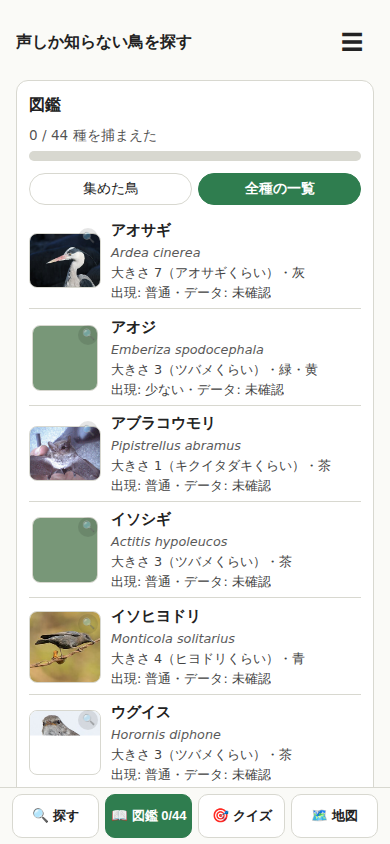 声しか知らない鳥を探す
図鑑
0 / 44 種を捕まえた
集めた鳥
全種の一覧
アオサギ
Ardea cinerea
大きさ 7（アオサギくらい）・灰
出現: 普通・データ: 未確認
アオジ
Emberiza spodocephala
大きさ 3（ツバメくらい）・緑・黄
出現: 少ない・データ: 未確認
アブラコウモリ
Pipistrellus abramus
大きさ 1（キクイタダキくらい）・茶
出現: 普通・データ: 未確認
イソシギ
Actitis hypoleucos
大きさ 3（ツバメくらい）・茶
出現: 普通・データ: 未確認
イソヒヨドリ
Monticola solitarius
大きさ 4（ヒヨドリくらい）・青
出現: 普通・データ: 未確認
ウグイス
Horornis diphone
大きさ 3（ツバメくらい）・茶
出現: 普通・データ: 未確認
探す
図鑑 0/44
クイズ
地図